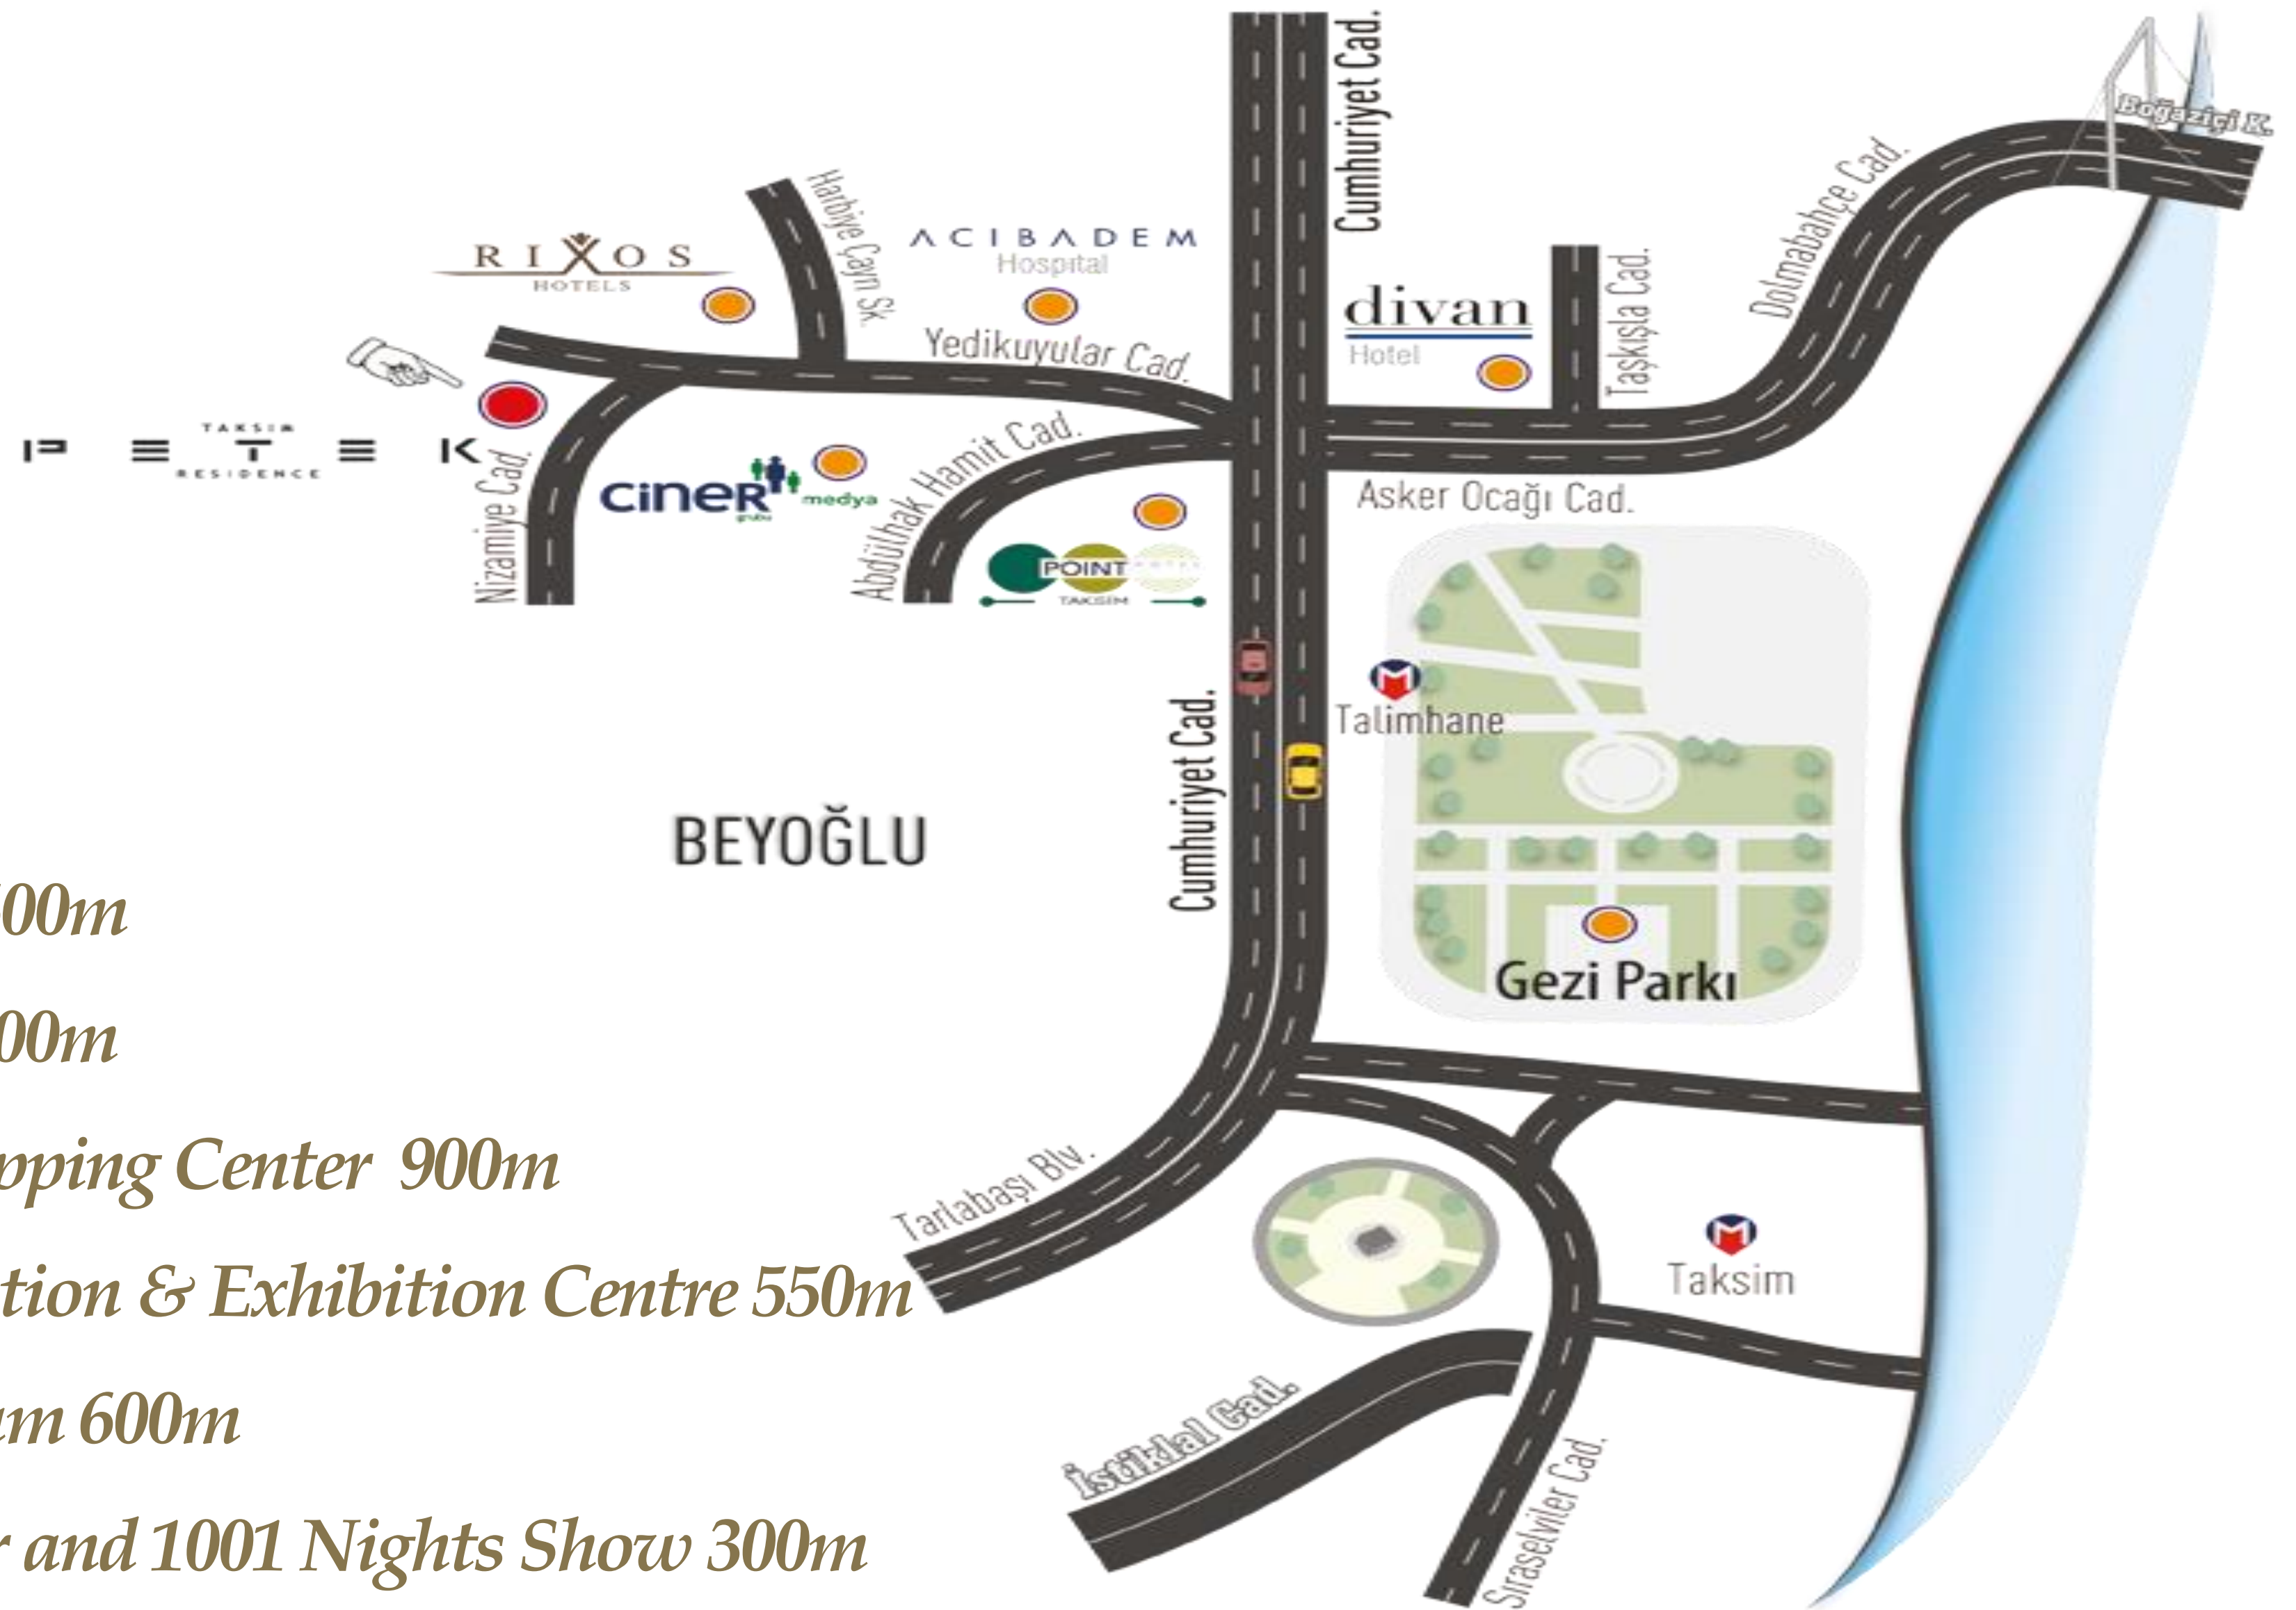 Cumhuriyet Cad.
Boğaziçi K.
Dolmabahçe Cad.
Harbiye Çayırı Sk.
RIXOS
HOTELS
ACIBADEM
Hospital
Yedikuyular Cad.
divan
Hotel
Taşkışla Cad.
TAKSIM
PETEK
RESIDENCE
Nizamiye Cad.
CINER
grubu
medya
Abdülhak Hamit Cad.
Asker Ocağı Cad.
POINT
TAKSIM
Talimhane
Cumhuriyet Cad.
BEYOĞLU
00m
Gezi Parkı
00m
pping Center 900m
Tarlabaşı Blv.
tion & Exhibition Centre 550m
Taksim
um 600m
İstiklal Cad.
Sıraselviler Cad.
r and 1001 Nights Show 300m